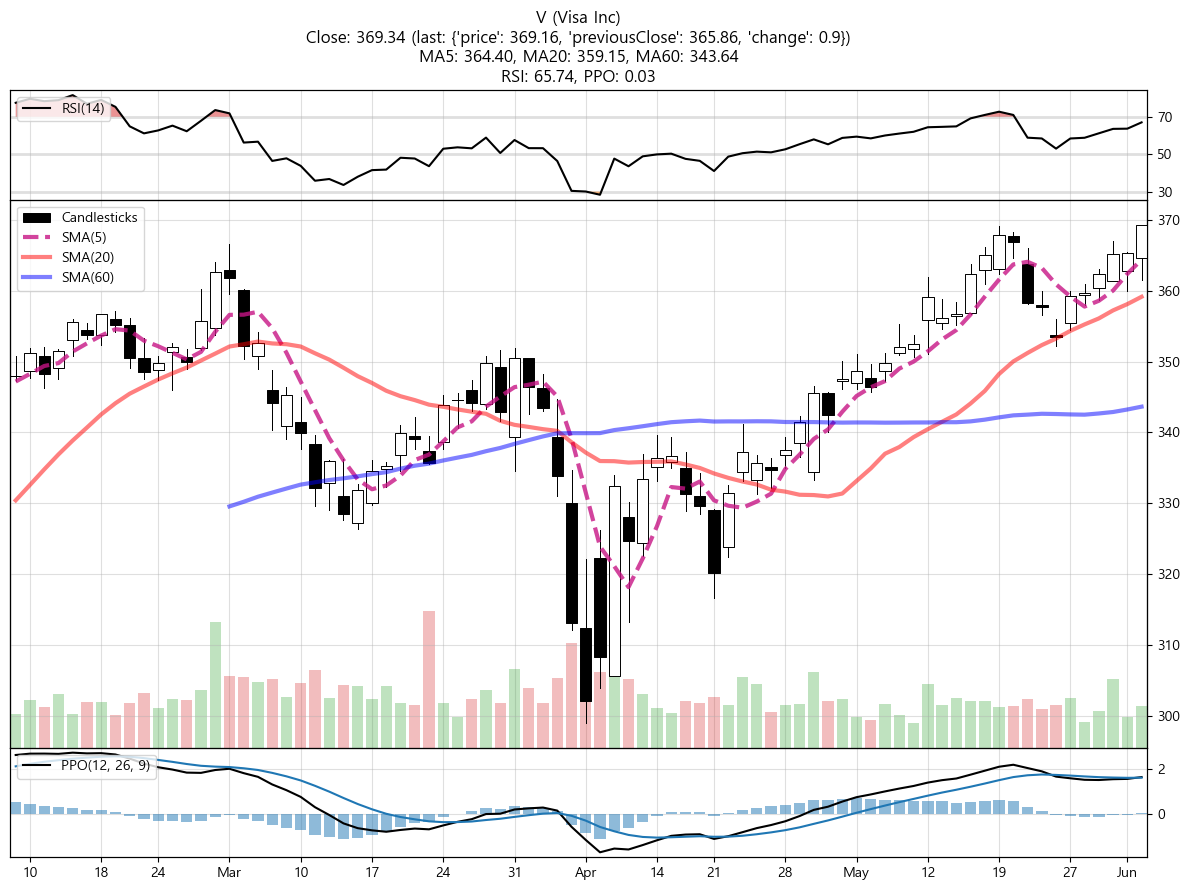 V (Visa Inc)
Close: 369.34 (last: {'price': 369.16, 'previousClose': 365.86, 'change': 0.9})
MA5: 364.40, MA20: 359.15, MA60: 343.64
RSI: 65.74, PPO: 0.03
RSI(14)
70
50
30
Candlesticks
SMA(5)
SMA(20)
SMA(60)
370
360
350
340
330
320
310
300
PPO(12, 26, 9)
2
0
10 18 24 Mar 10 17 24 31 Apr 14 21 28 May 12 19 27 Jun